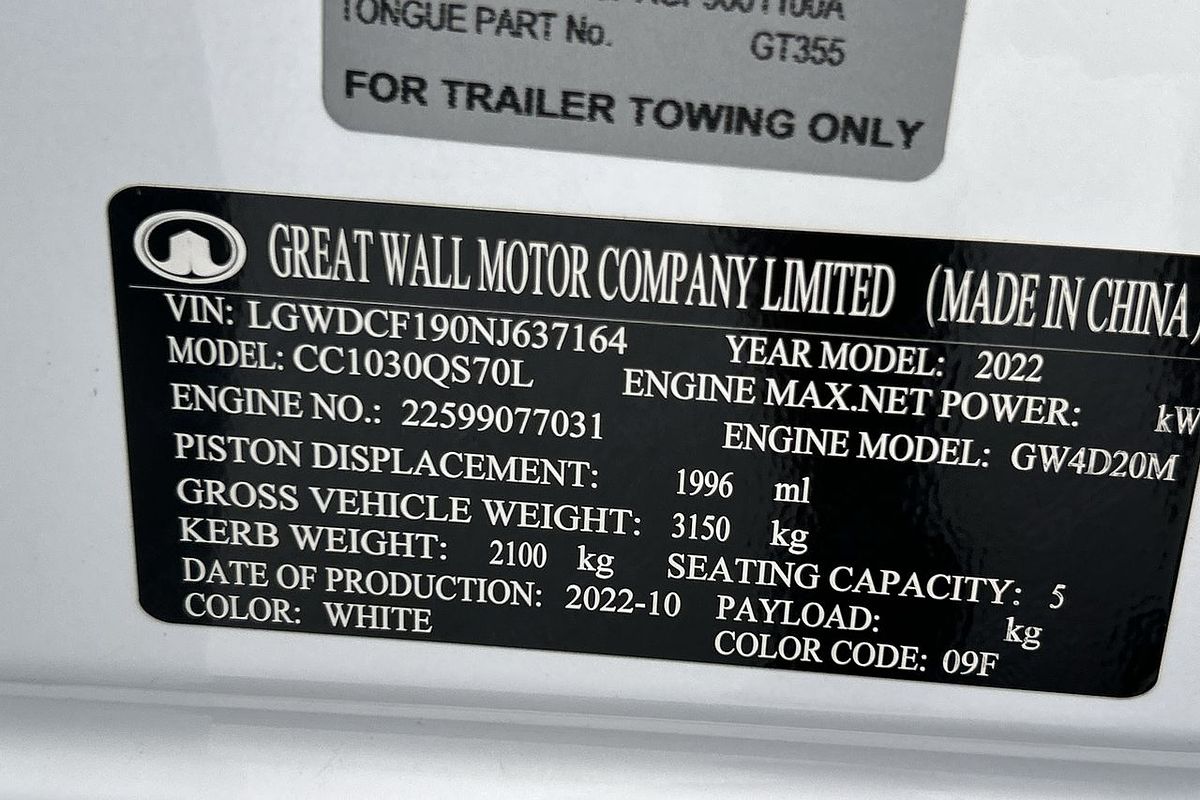 TONGUE PART No. GT355
FOR TRAILER TOWING ONLY
GREAT WALL MOTOR COMPANY LIMITED (MADE IN CHINA)
VIN: LGWDCF190NJ637164 YEAR MODEL: 2022
MODEL: CC1030QS70L ENGINE MAX.NET POWER: kW
ENGINE NO.: 22599077031 ENGINE MODEL: GW4D20M
PISTON DISPLACEMENT: 1996 ml
GROSS VEHICLE WEIGHT: 3150 kg
KERB WEIGHT: 2100 kg SEATING CAPACITY: 5
DATE OF PRODUCTION: 2022-10 PAYLOAD: kg
COLOR: WHITE COLOR CODE: 09F